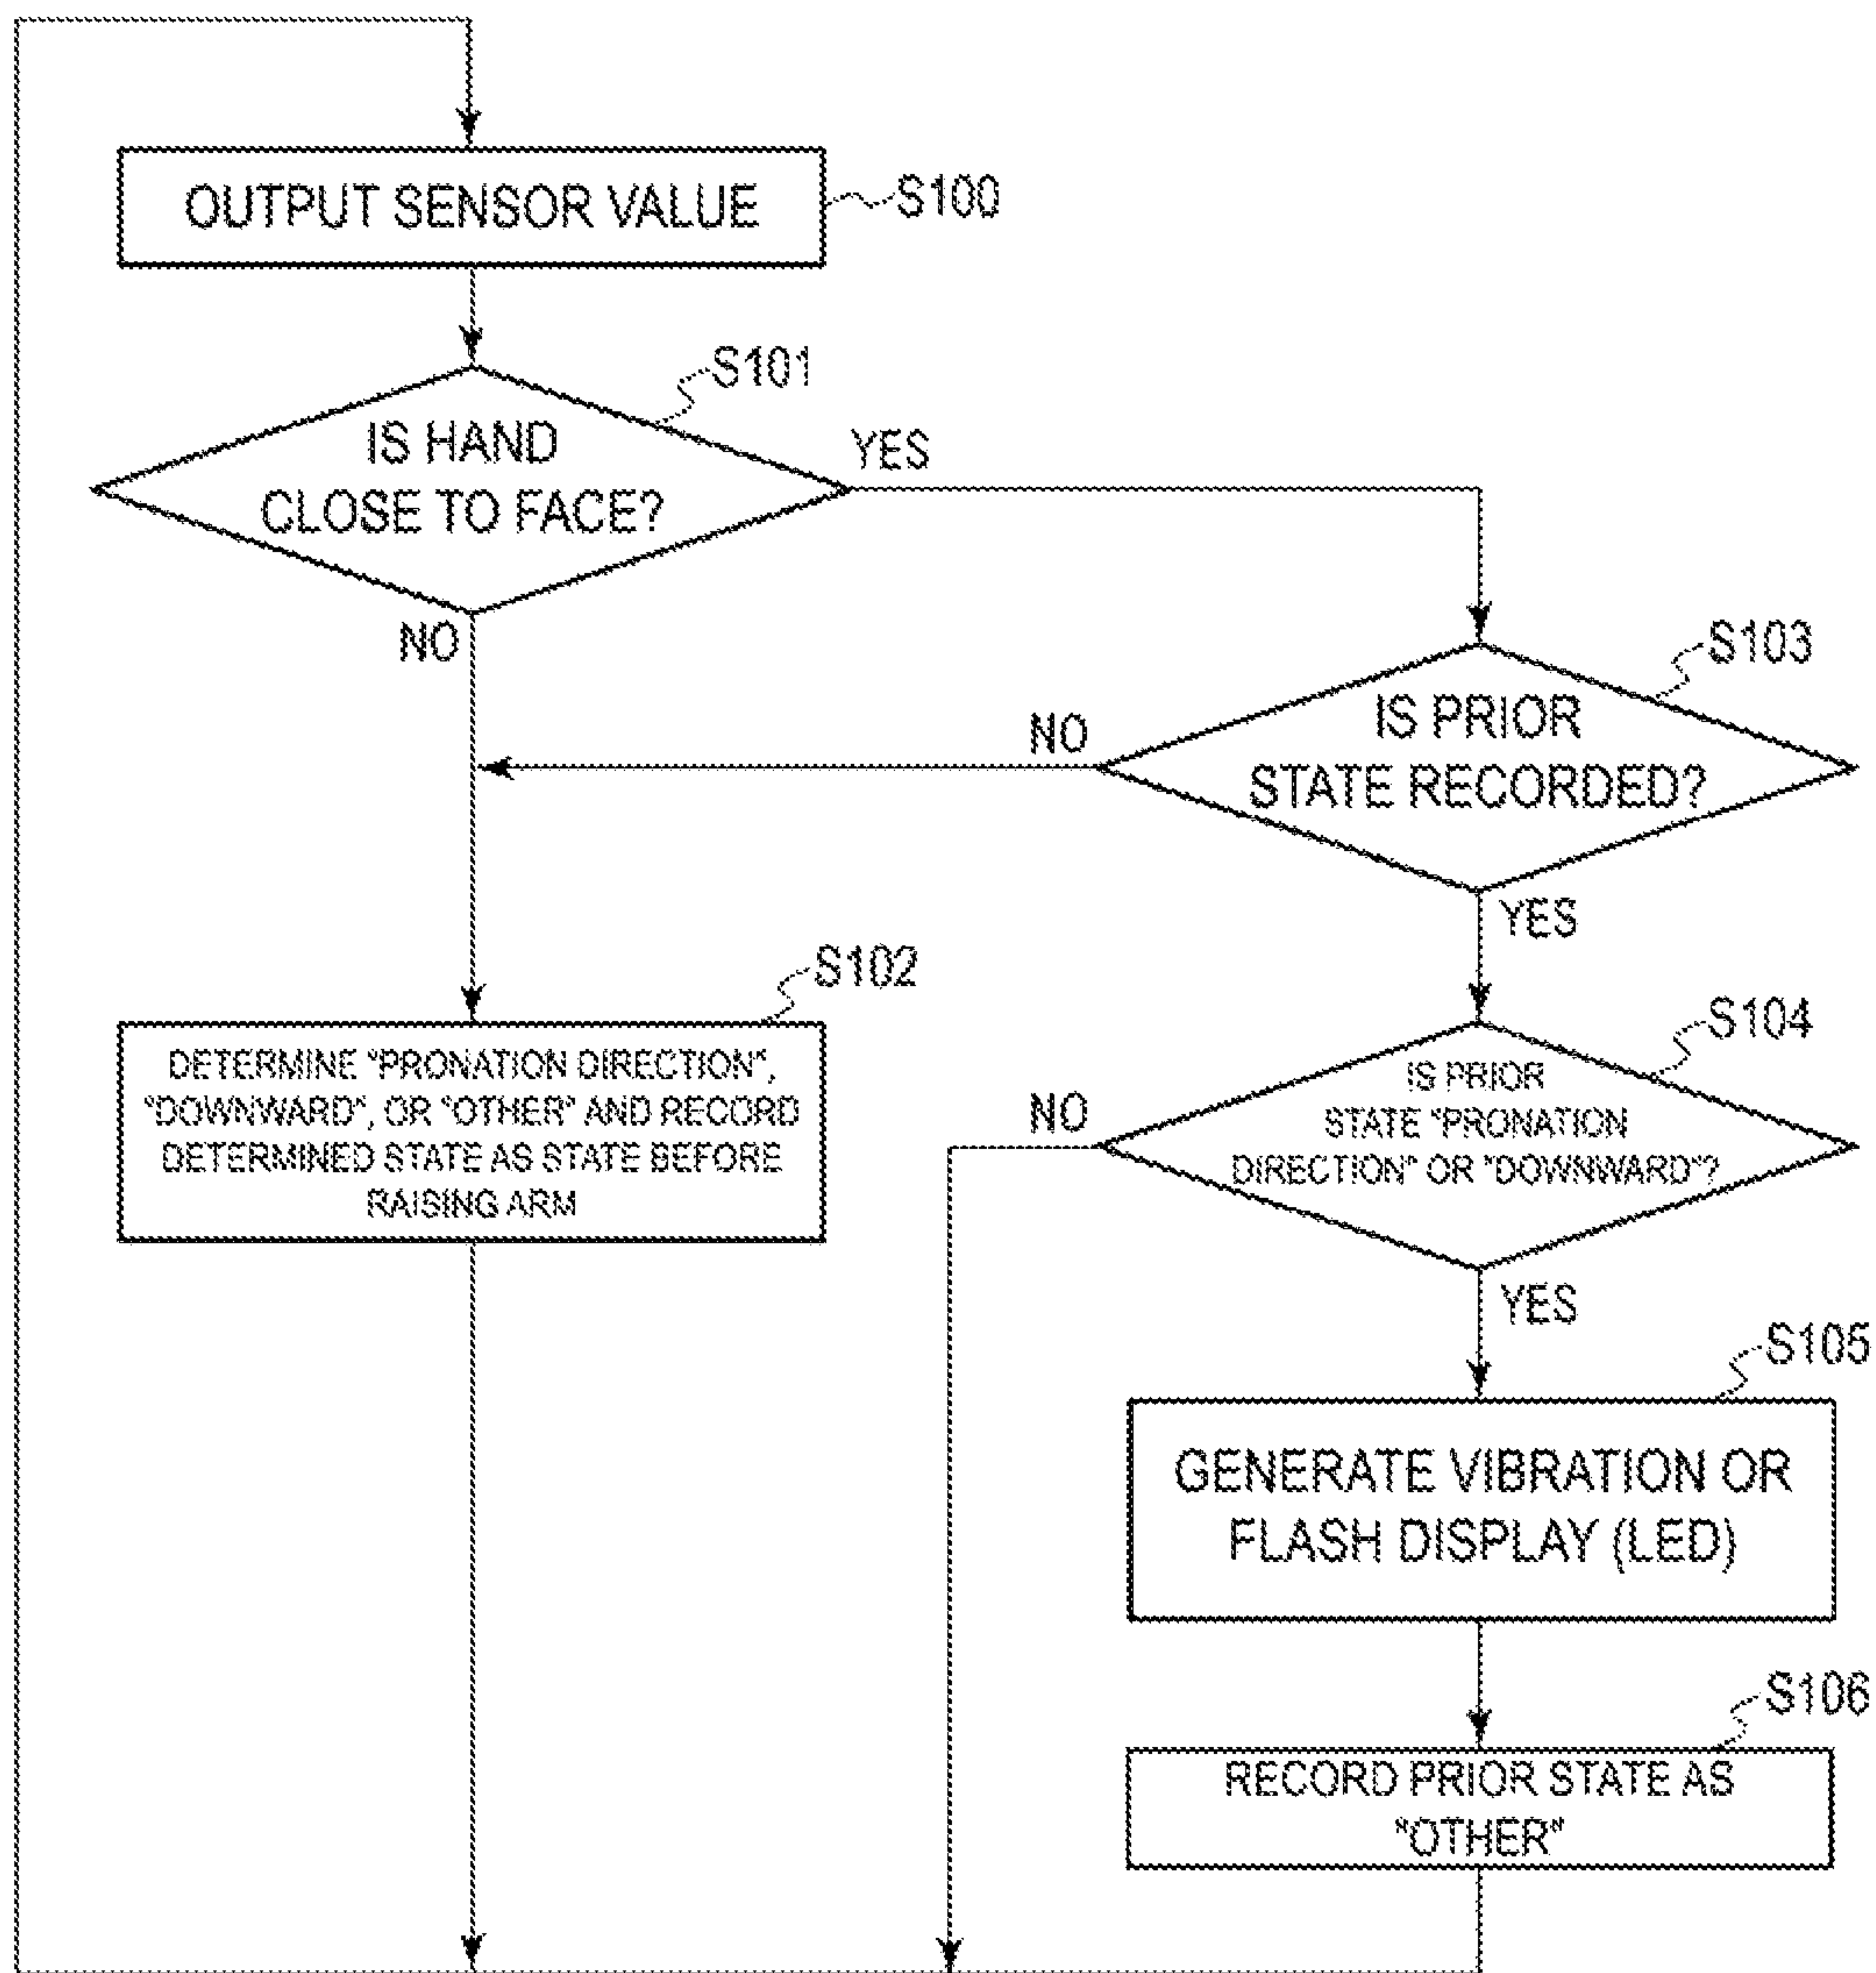 OUTPUT SENSOR VALUE
S100
S101
IS HAND
CLOSE TO FACE?
YES
NO
S103
IS PRIOR
STATE RECORDED?
NO
YES
S102
DETERMINE "PRONATION DIRECTION",
"DOWNWARD", OR "OTHER" AND RECORD
DETERMINED STATE AS STATE BEFORE
RAISING ARM
S104
IS PRIOR
STATE "PRONATION
DIRECTION" OR "DOWNWARD"?
NO
YES
S105
GENERATE VIBRATION OR
FLASH DISPLAY (LED)
S106
RECORD PRIOR STATE AS
"OTHER"